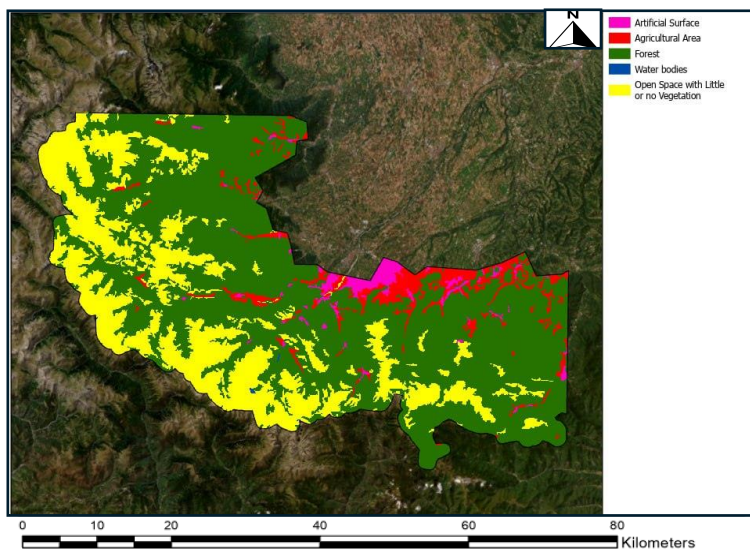 N
Artificial Surface
Agricultural Area
Forest
Water bodies
Open Space with Little
or no Vegetation
0 10 20 40 60 80
Kilometers